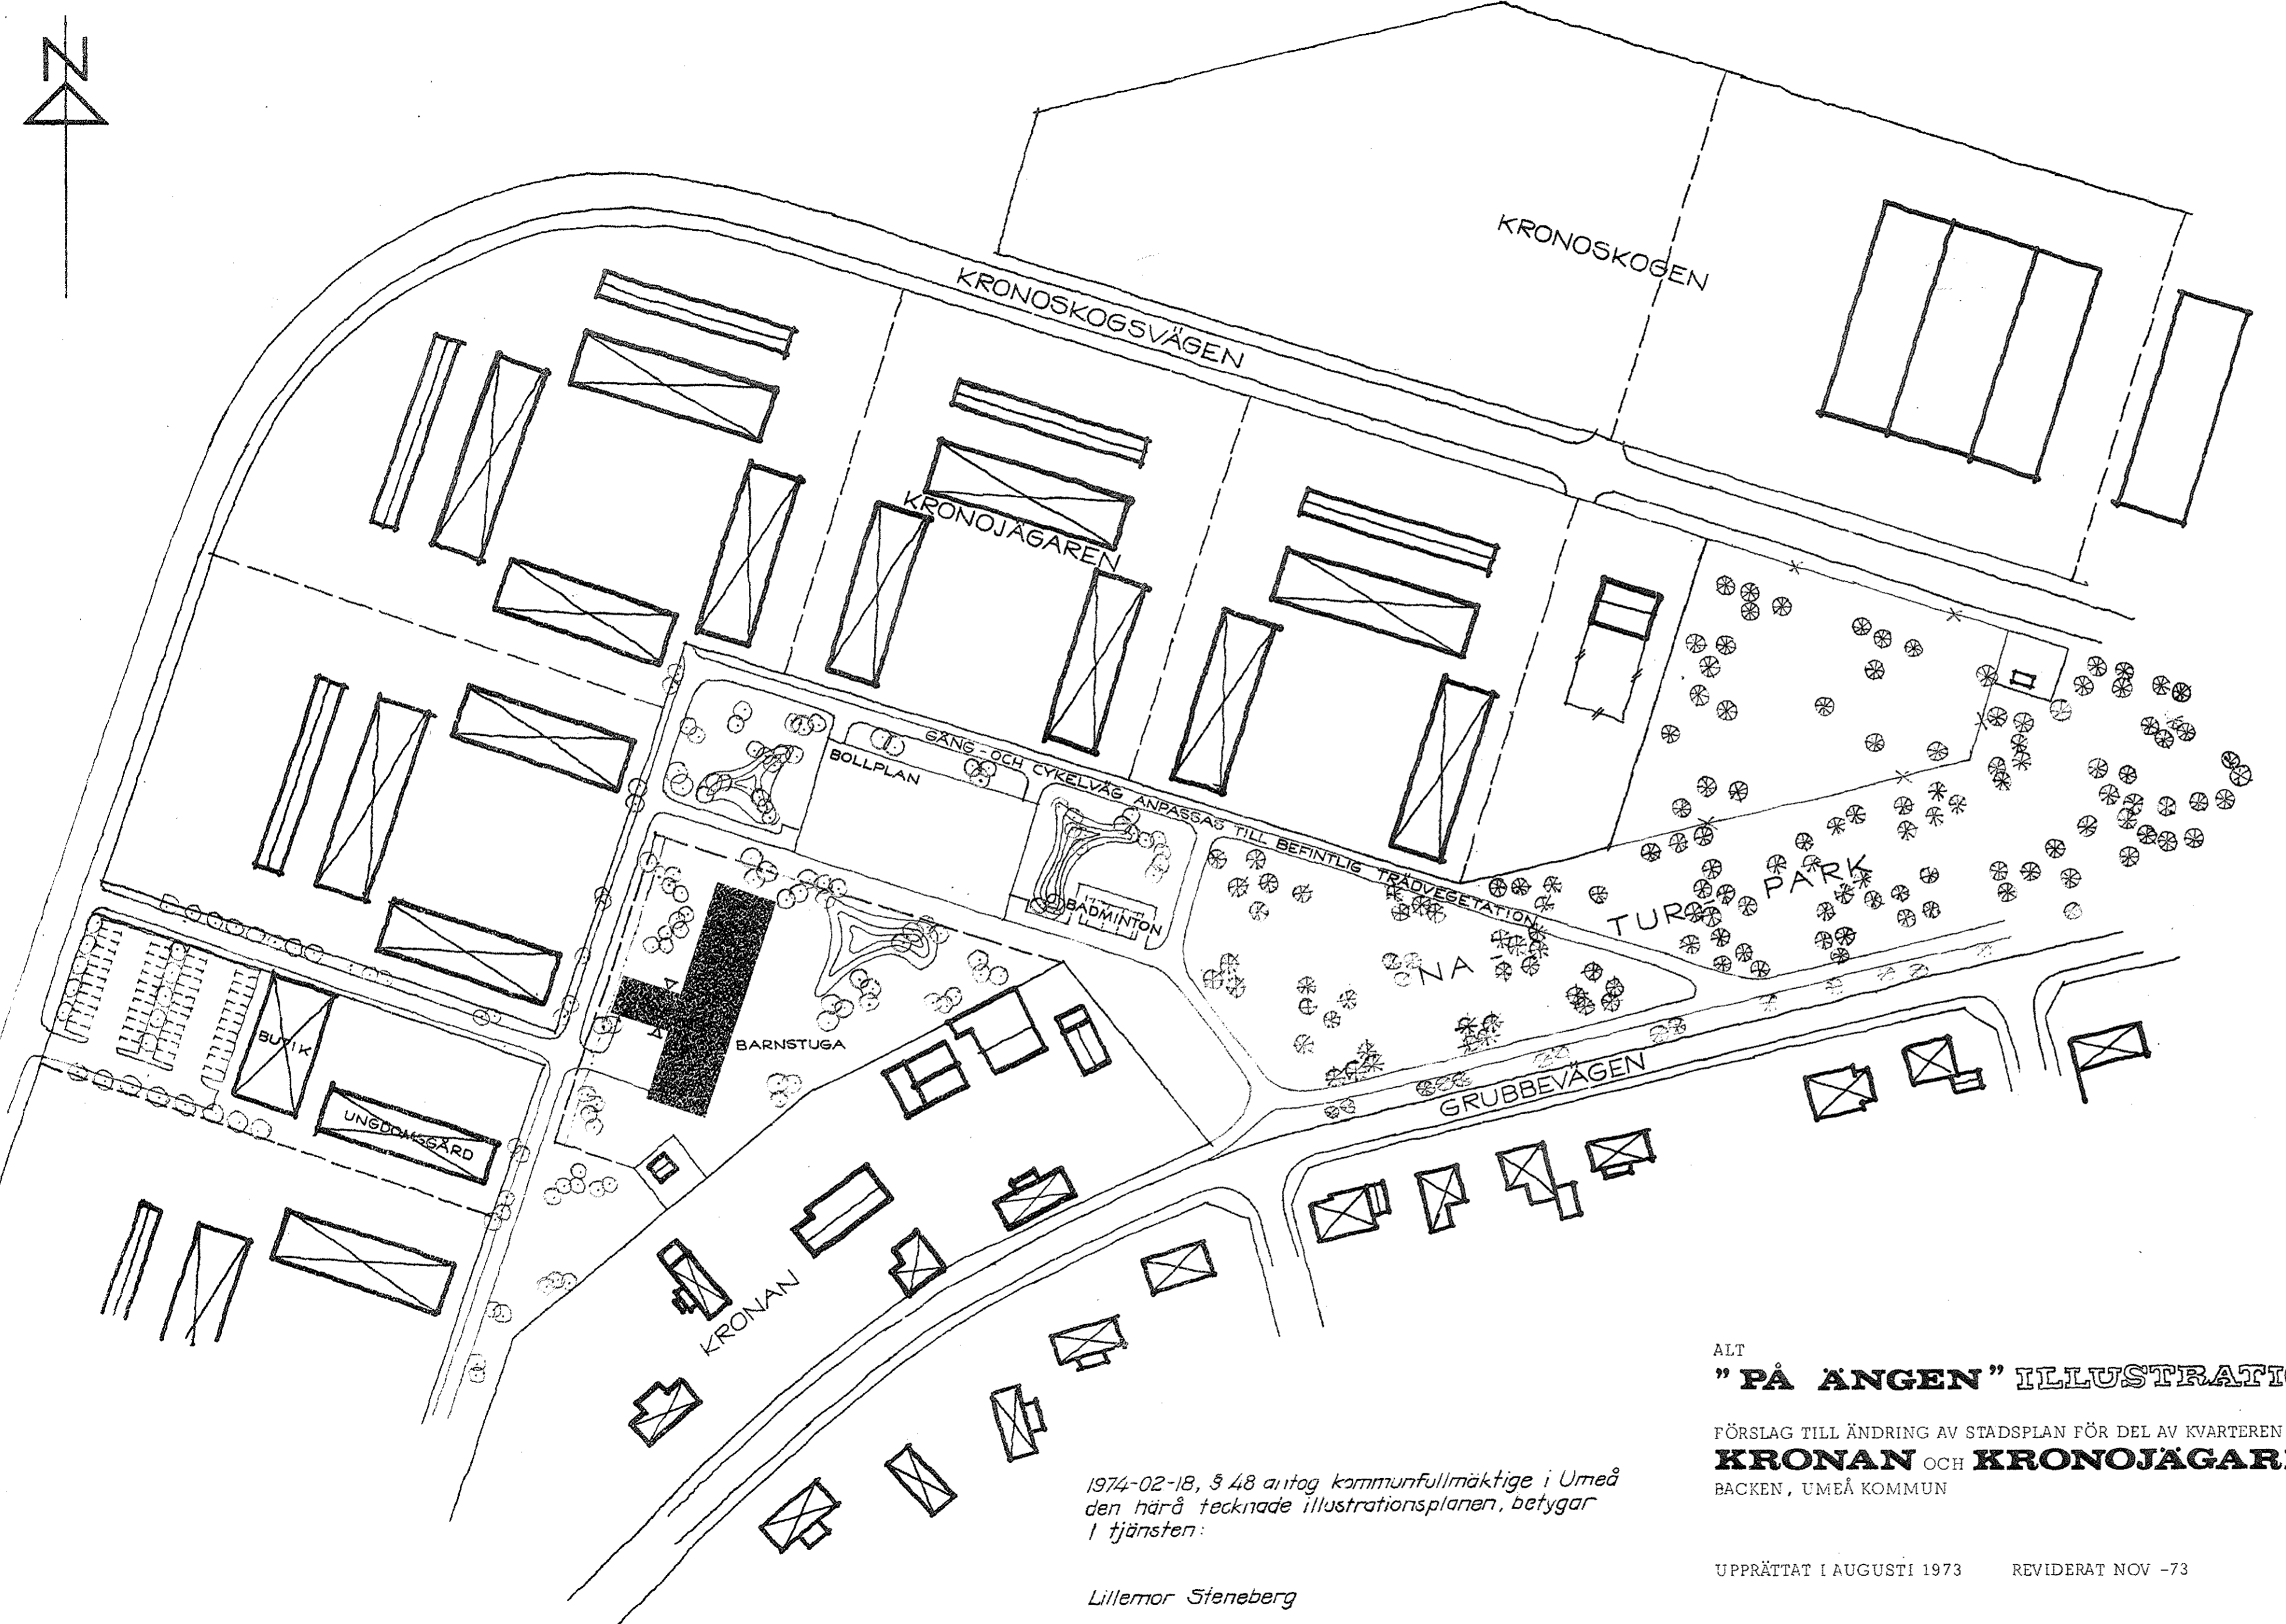 N
KRONOSKOGEN
KRONOSKOGSVÄGEN
KRONOJÄGAREN
GÅNG- OCH CYKELVÄG ANPASSAS TILL BEFINTLIG TRÄDVEGETATION
BOLLPLAN
BADMINTON
NA-
TUR-
PARK
BUTIK
BARNSTUGA
UNGDOMSGÅRD
GRUBBEVÄGEN
KRONAN
ALT
"PÅ ÄNGEN" ILLUSTRATI
FÖRSLAG TILL ÄNDRING AV STADSPLAN FÖR DEL AV KVARTEREN
KRONAN OCH KRONOJÄGAR
BACKEN, UMEÅ KOMMUN
1974-02-18, § 48 antog kommunfullmäktige i Umeå
den härå tecknade illustrationsplanen, betygar
I tjänsten:
UPPRÄTTAT I AUGUSTI 1973 REVIDERAT NOV -73
Lillemor Steneberg